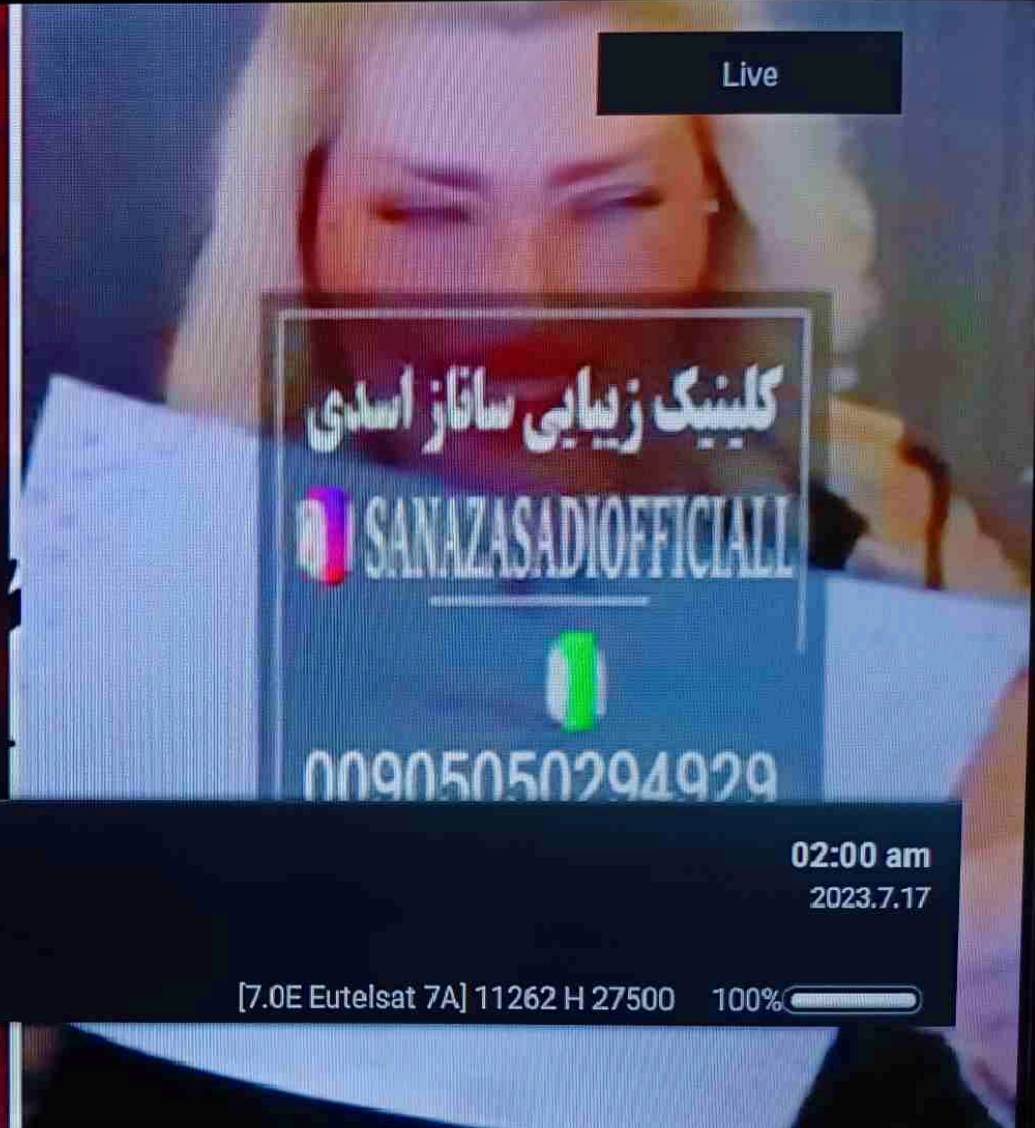 Live
کلینیک زیبایی ساناز اسدی
SANAZASADIOFFICIALL
00905050294929
02:00 am
2023.7.17
[7.0E Eutelsat 7A] 11262 H 27500 100%